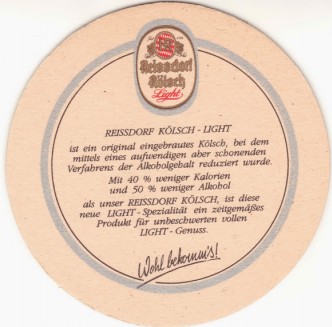 Reissdorf
Kölsch
Light
REISSDORF KÖLSCH - LIGHT
ist ein original eingebrautes Kölsch, bei dem
mittels eines aufwendigen aber schonenden
Verfahrens der Alkoholgehalt reduziert wurde.
Mit 40 % weniger Kalorien
und 50 % weniger Alkohol
als unser REISSDORF KÖLSCH, ist diese
neue LIGHT - Spezialität ein zeitgemäßes
Produkt für unbeschwerten vollen
LIGHT - Genuss.
Wohl bekomm's!